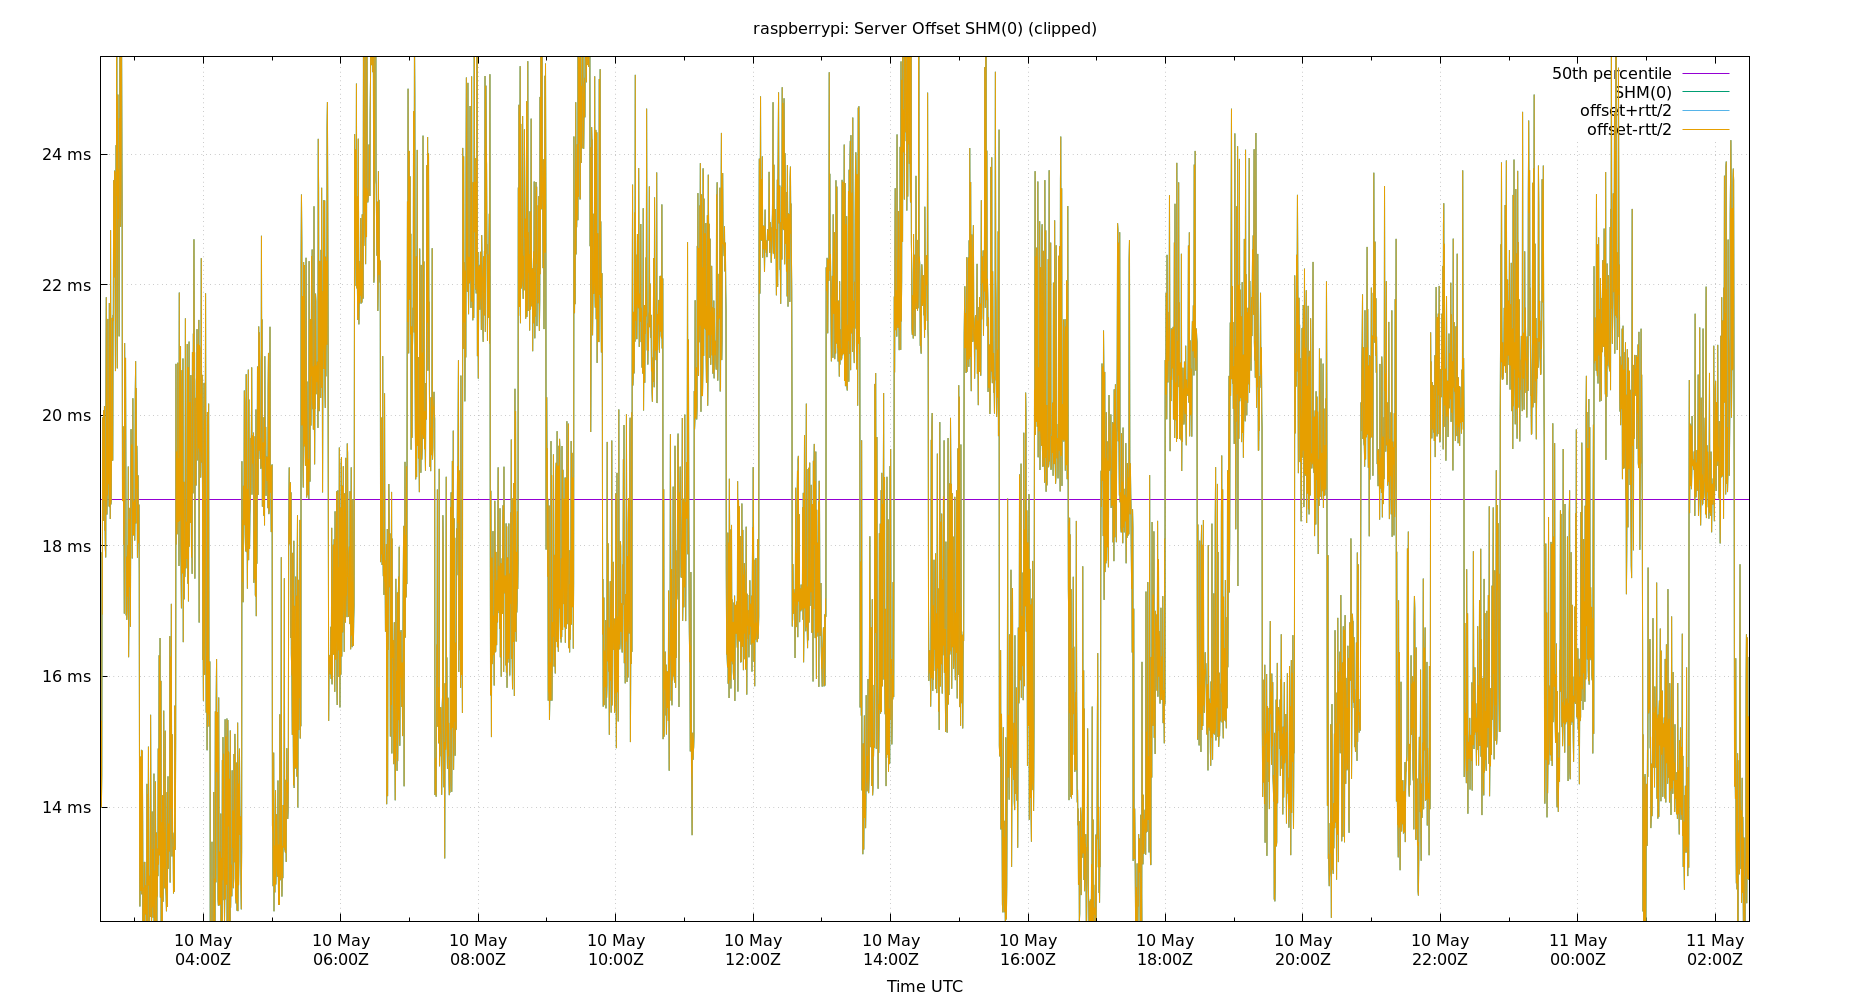 raspberrypi: Server Offset SHM(0) (clipped)
50th percentile
SHM(0)
offset+rtt/2
offset-rtt/2
24 ms
22 ms
20 ms
18 ms
16 ms
14 ms
10 May 10 May 10 May 10 May 10 May 10 May 10 May 10 May 10 May 10 May 11 May 11 May
04:00Z 06:00Z 08:00Z 10:00Z 12:00Z 14:00Z 16:00Z 18:00Z 20:00Z 22:00Z 00:00Z 02:00Z
Time UTC